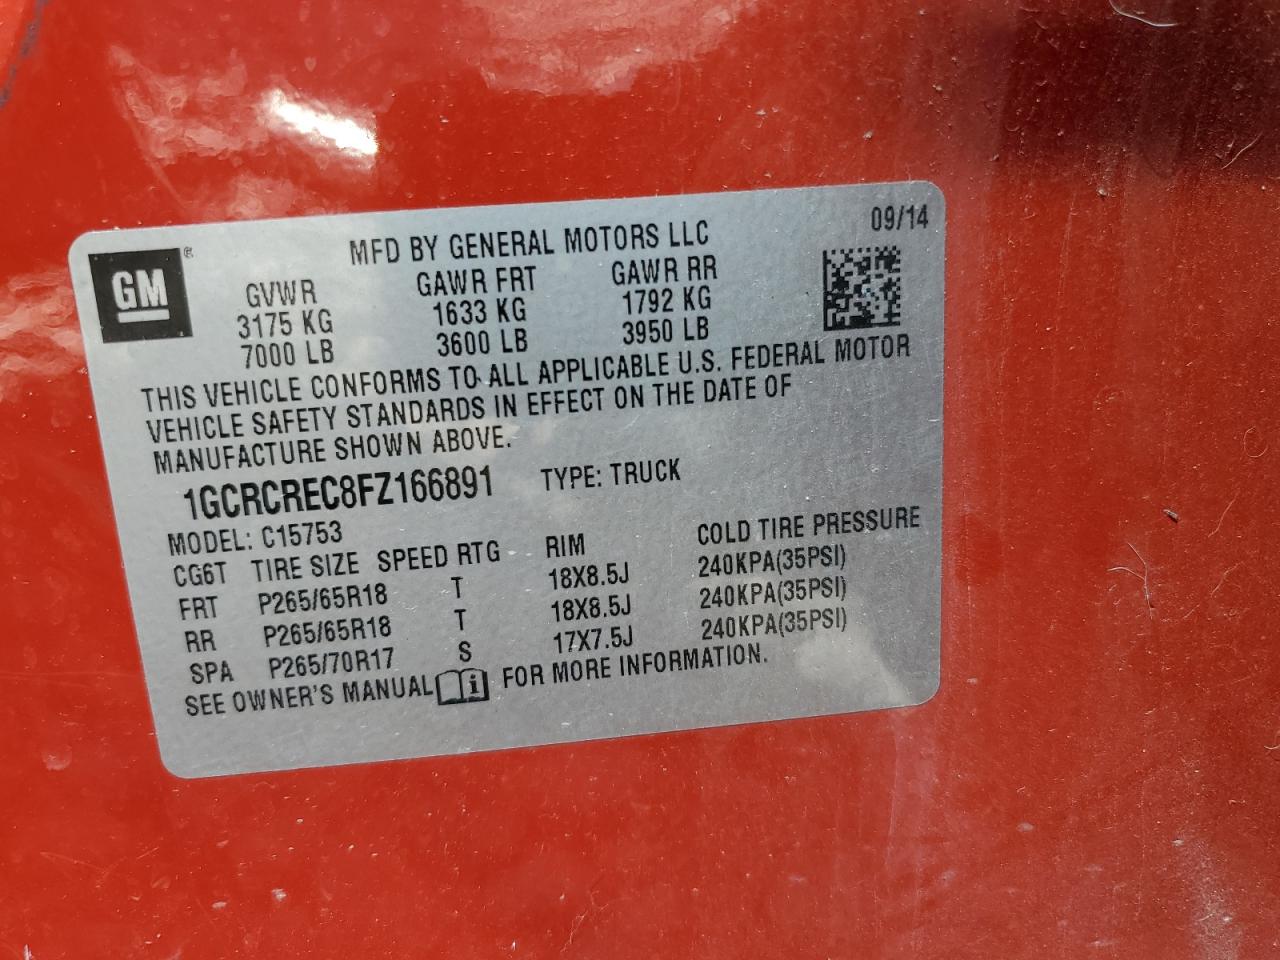 MFD BY GENERAL MOTORS LLC 09/14
GM
GVWR GAWR FRT GAWR RR
3175 KG 1633 KG 1792 KG
7000 LB 3600 LB 3950 LB
THIS VEHICLE CONFORMS TO ALL APPLICABLE U.S. FEDERAL MOTOR
VEHICLE SAFETY STANDARDS IN EFFECT ON THE DATE OF
MANUFACTURE SHOWN ABOVE.
1GCRCREC8FZ166891 TYPE: TRUCK
MODEL: C15753
CG6T TIRE SIZE SPEED RTG RIM COLD TIRE PRESSURE
FRT P265/65R18 T 18X8.5J 240KPA(35PSI)
RR P265/65R18 T 18X8.5J 240KPA(35PSI)
SPA P265/70R17 S 17X7.5J 240KPA(35PSI)
SEE OWNER'S MANUAL i FOR MORE INFORMATION.